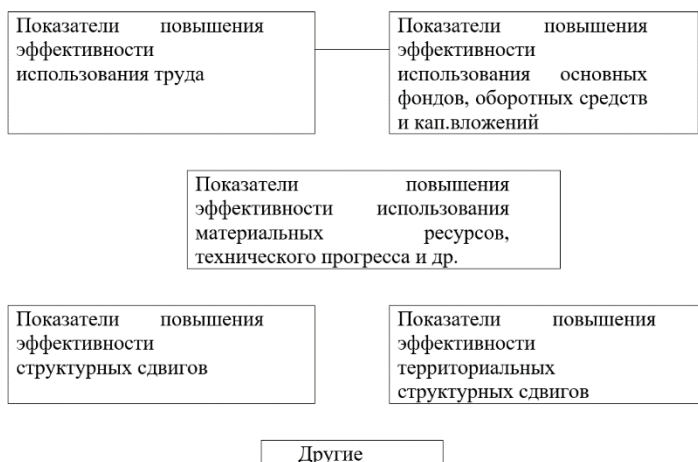 Показатели повышения
эффективности
использования труда
Показатели повышения
эффективности
использования основных
фондов, оборотных средств
и кап.вложений
Показатели повышения
эффективности использования
материальных ресурсов,
технического прогресса и др.
Показатели повышения
эффективности
структурных сдвигов
Показатели повышения
эффективности
территориальных
структурных сдвигов
Другие